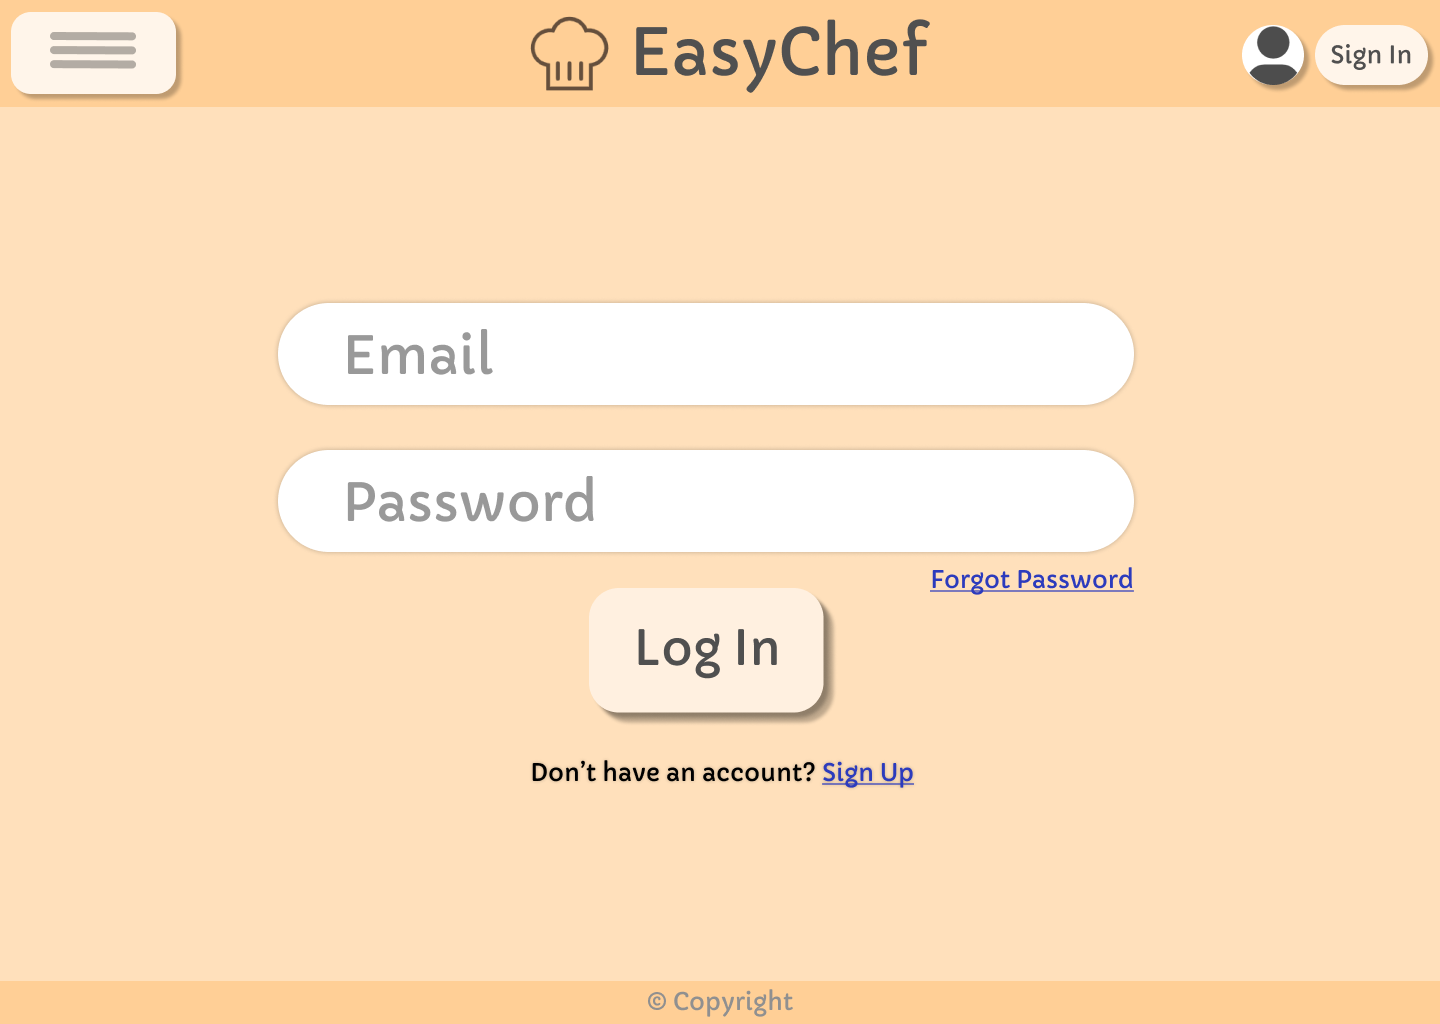 EasyChef
Sign In
Email
Password
Forgot Password
Log In
Don’t have an account? Sign Up
© Copyright